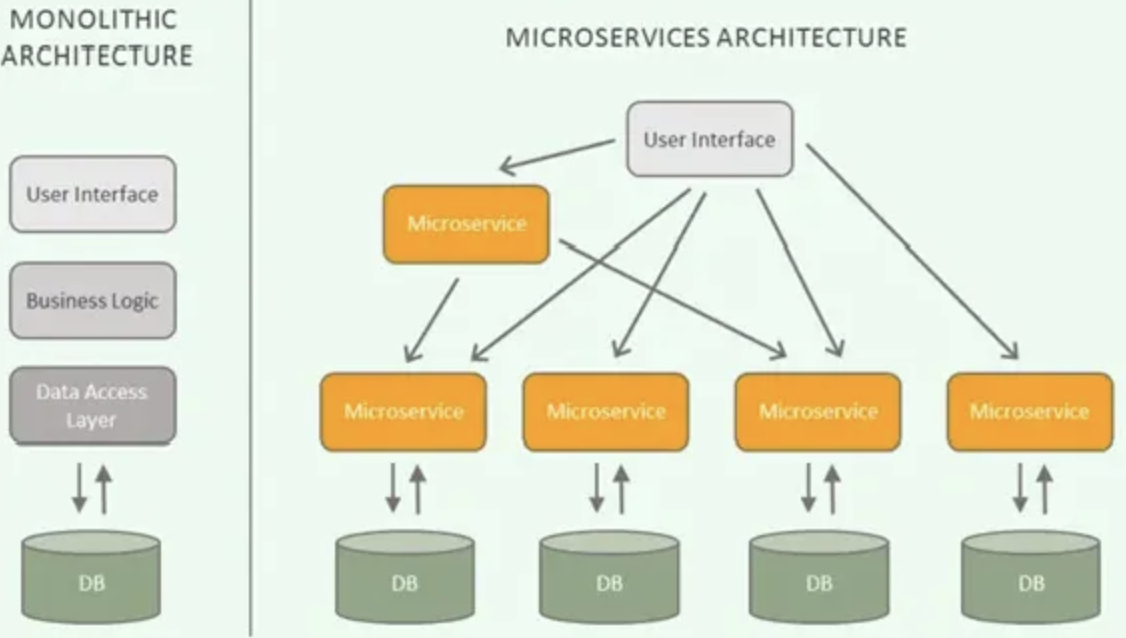 MONOLITHIC
ARCHITECTURE
User Interface
Business Logic
Data Access
Layer
DB
MICROSERVICES ARCHITECTURE
User Interface
Microservice
Microservice
Microservice
Microservice
Microservice
DB
DB
DB
DB